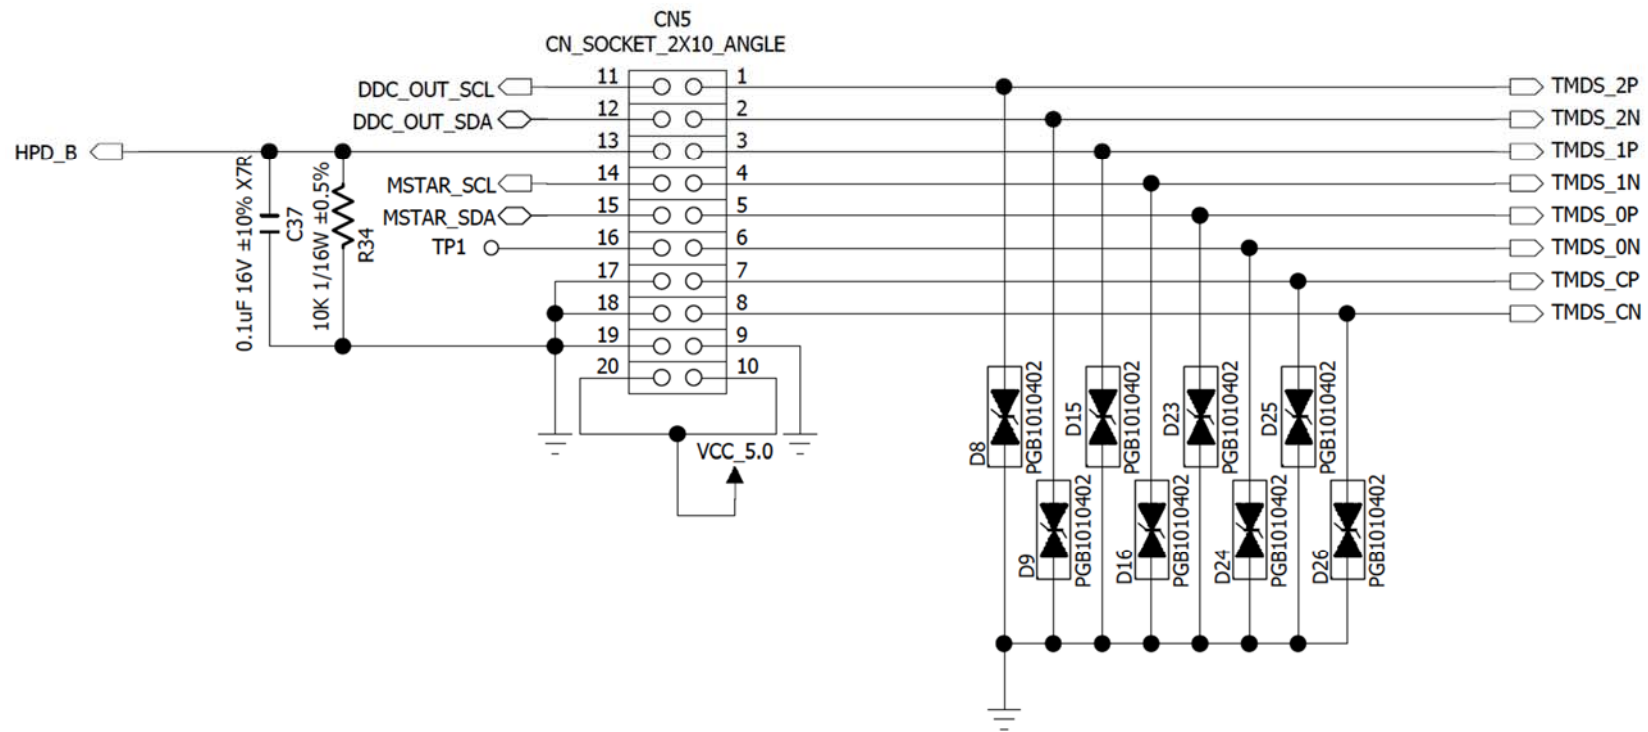 CN5
CN_SOCKET_2X10_ANGLE
DDC_OUT_SCL
11
1
TMDS_2P
DDC_OUT_SDA
12
2
TMDS_2N
HPD_B
13
3
TMDS_1P
MSTAR_SCL
14
4
TMDS_1N
MSTAR_SDA
15
5
TMDS_0P
TP1
16
6
TMDS_0N
17
7
TMDS_CP
18
8
TMDS_CN
19
9
20
10
0.1uF 16V ±10% X7R
C37
10K 1/16W ±0.5%
R34
VCC_5.0
D8
PGB1010402
D15
PGB1010402
D23
PGB1010402
D25
PGB1010402
D9
PGB1010402
D16
PGB1010402
D24
PGB1010402
D26
PGB1010402